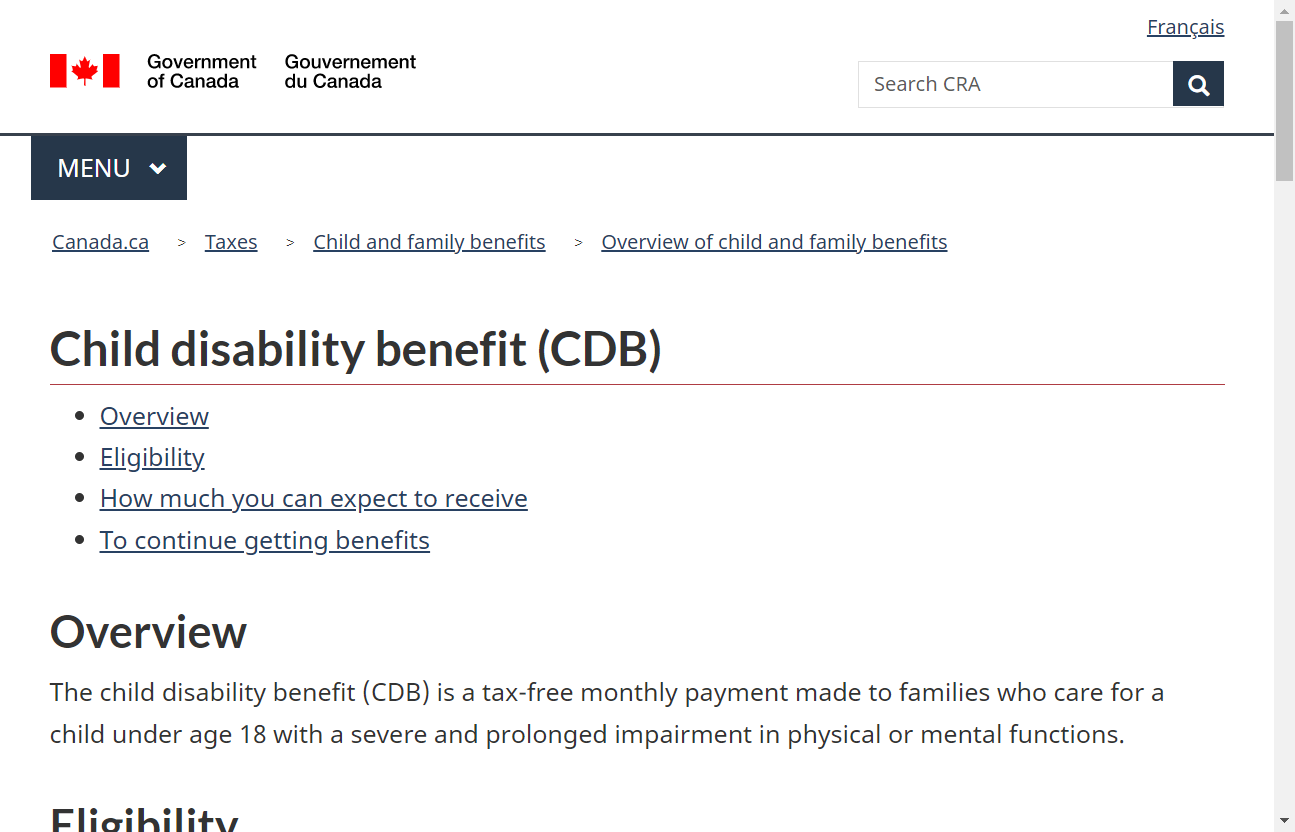 Français
Government
of Canada
Gouvernement
du Canada
Search CRA
MENU
Canada.ca > Taxes > Child and family benefits > Overview of child and family benefits
Child disability benefit (CDB)
• Overview
• Eligibility
• How much you can expect to receive
• To continue getting benefits
Overview
The child disability benefit (CDB) is a tax-free monthly payment made to families who care for a
child under age 18 with a severe and prolonged impairment in physical or mental functions.
Eligibility